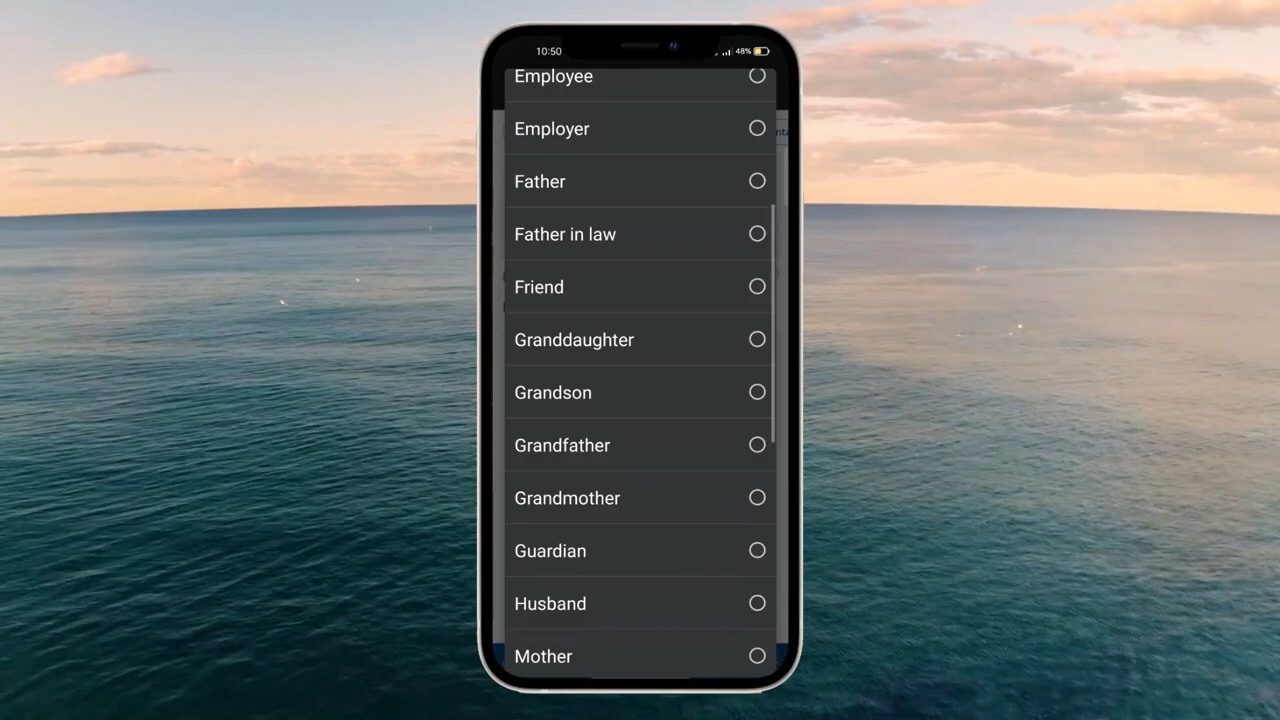 10:50
48%
Employee
Employer
Father
Father in law
Friend
Granddaughter
Grandson
Grandfather
Grandmother
Guardian
Husband
Mother